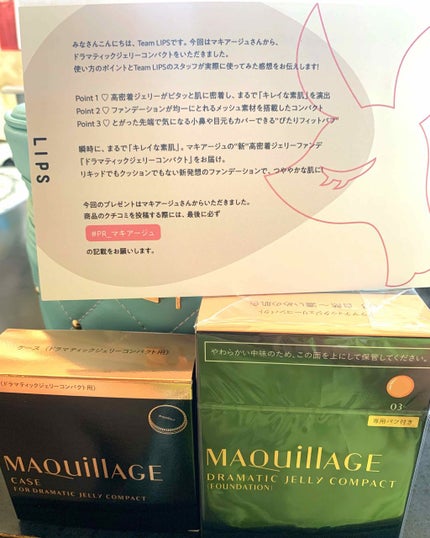 みなさんこんにちは、Team LIPSです。今回はマキアージュさんから、
ドラマティックジェリーコンパクトをいただきました。
使い方のポイントとTeam LIPSのスタッフが実際に使ってみた感想をお伝えします!
Point 1 ♡ 高密着ジェリーがピタッと肌に密着し、まるで「キレイな素肌」を演出
Point 2 ♡ ファンデーションが均一にとれるメッシュ素材を搭載したコンパクト
Point 3 ♡ とがった先端で気になる小鼻や目元もカバーできる"ぴたりフィットパフ"
瞬時に、まるで「キレイな素肌」。マキアージュの"新"高密着ジェリーファンデ
『ドラマティックジェリーコンパクト』をお届け。
リキッドでもクッションでもない新発想のファンデーションで、つややかな肌に!
今回のプレゼントはマキアージュさんからいただきました。
商品のクチコミを投稿する際には、最後に必ず
#PR_マキアージュ
の記載をお願いします。
LIPS
ケース〈ドラマティックジェリーコンパクト用〉
(ドラマティックジェリーコンパクト用)
MAQuillAGE
CASE
FOR DRAMATIC JELLY COMPACT
やわらかい中味のため、この面を上にして保管してください。
03
専用パフ付き
MAQuillAGE
DRAMATIC JELLY COMPACT
(FOUNDATION)